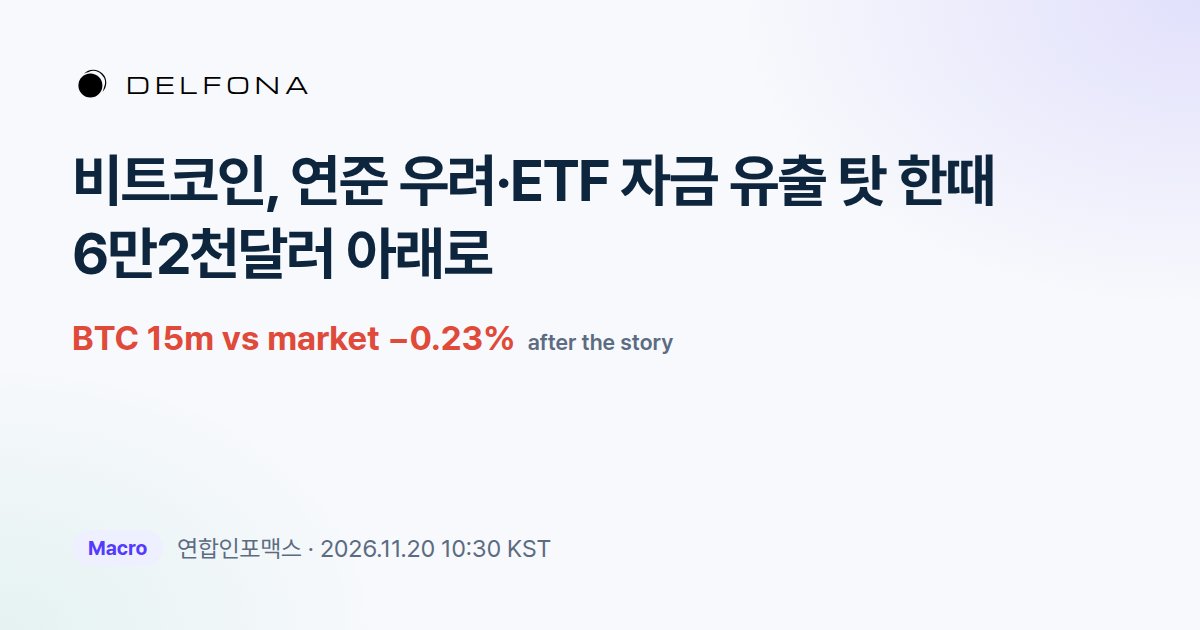 DELFONA
비트코인, 연준 우려·ETF 자금 유출 탓 한때
6만2천달러 아래로
BTC 15m vs market −0.23% after the story
Macro 연합인포맥스 · 2026.11.20 10:30 KST